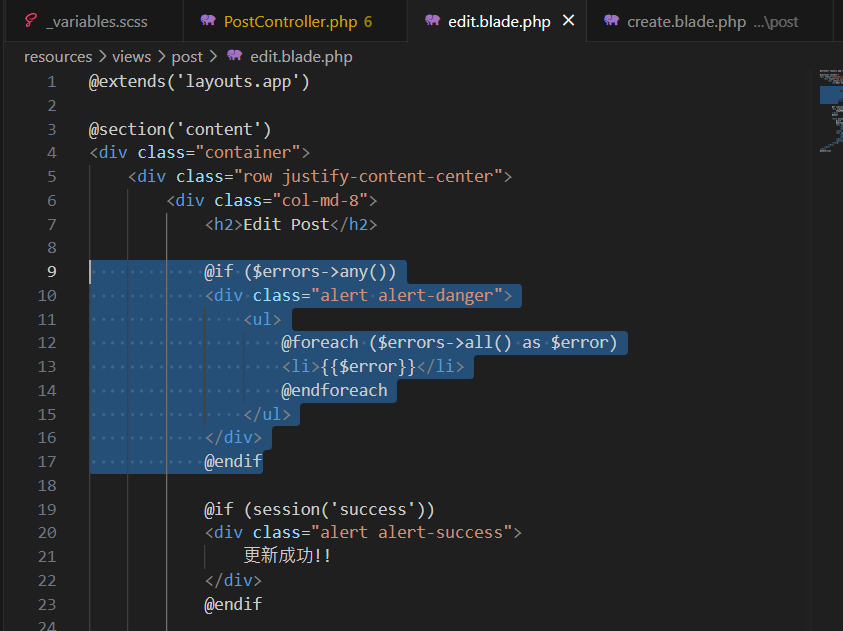 _variables.scss PostController.php 6 edit.blade.php × create.blade.php ...\post
resources > views > post > edit.blade.php
1 @extends('layouts.app')
2
3 @section('content')
4 <div class="container">
5 <div class="row justify-content-center">
6 <div class="col-md-8">
7 <h2>Edit Post</h2>
8
9 @if ($errors->any())
10 <div class="alert alert-danger">
11 <ul>
12 @foreach ($errors->all() as $error)
13 <li>{{$error}}</li>
14 @endforeach
15 </ul>
16 </div>
17 @endif
18
19 @if (session('success'))
20 <div class="alert alert-success">
21 更新成功!!
22 </div>
23 @endif
24